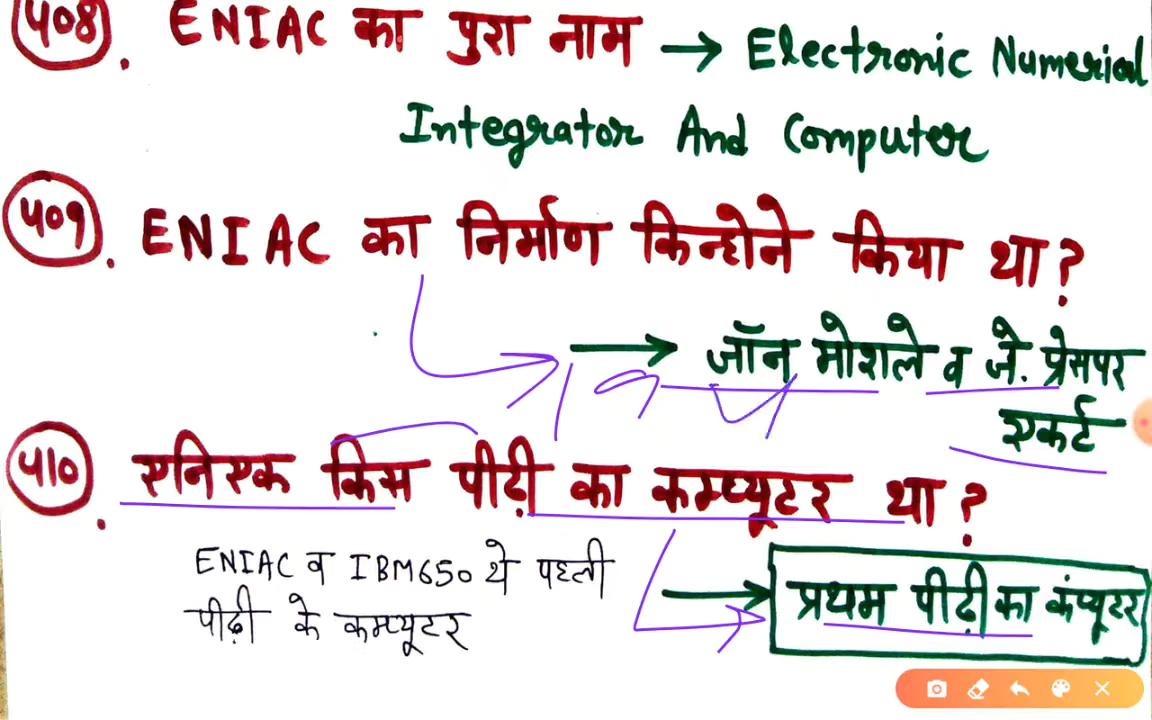 408. ENIAC का पुरा नाम → Electronic Numerical
Integrator And Computer
409. ENIAC का निर्माण किन्होने किया था?
→ जॉन मोशले व जे. प्रेसपर
एकर्ट
410. एनिएक किस पीढ़ी का कम्प्यूटर था?
ENIAC व IBM650 थे पहली
पीढ़ी के कम्प्यूटर
→ प्रथम पीढ़ी का कंप्यूटर